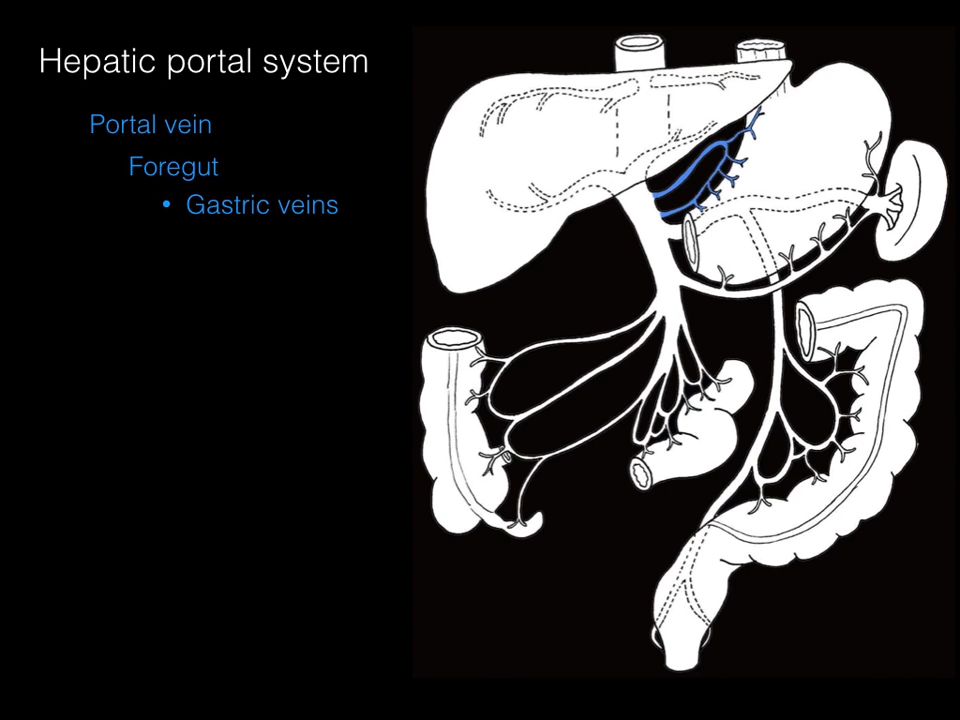 Hepatic portal system
Portal vein
Foregut
• Gastric veins